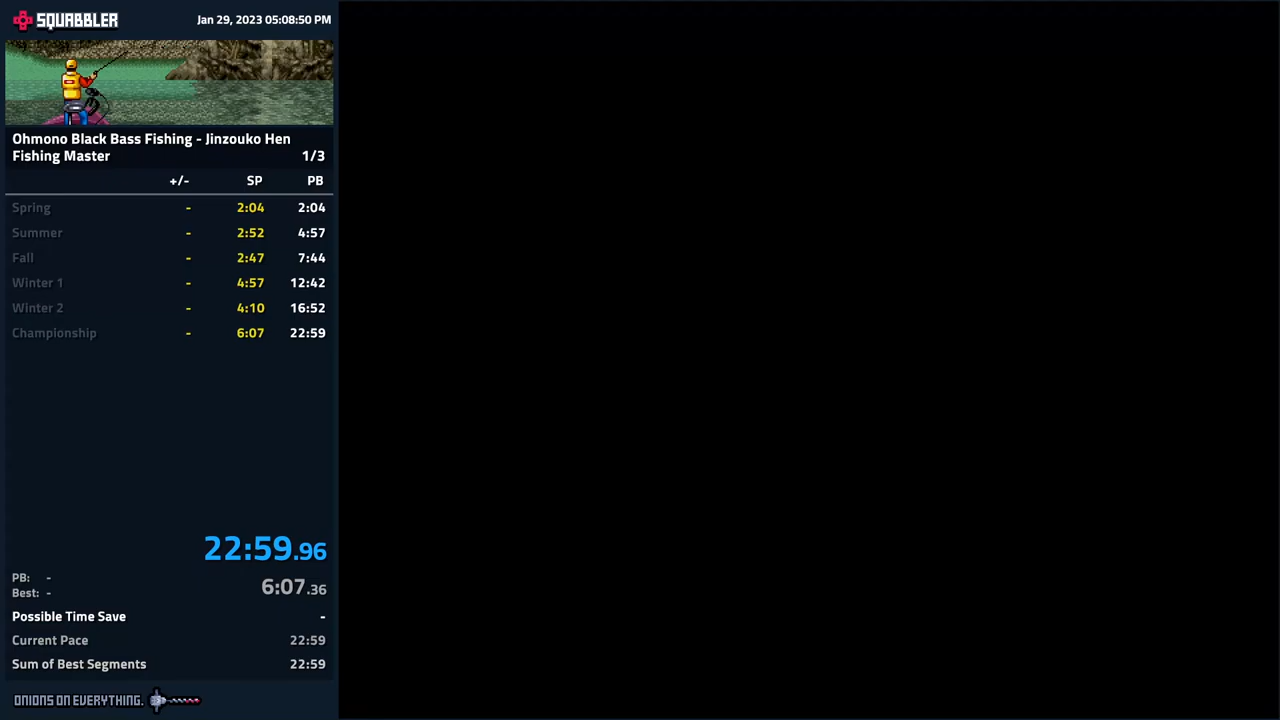 SQUABBLER
Jan 29, 2023 05:08:50 PM
Ohmono Black Bass Fishing - Jinzouko Hen
Fishing Master 1/3
+/- SP PB
Spring - 2:04 2:04
Summer - 2:52 4:57
Fall - 2:47 7:44
Winter 1 - 4:57 12:42
Winter 2 - 4:10 16:52
Championship - 6:07 22:59
22:59.96
PB: -
Best: -
6:07.36
Possible Time Save -
Current Pace 22:59
Sum of Best Segments 22:59
ONIONS ON EVERYTHING.